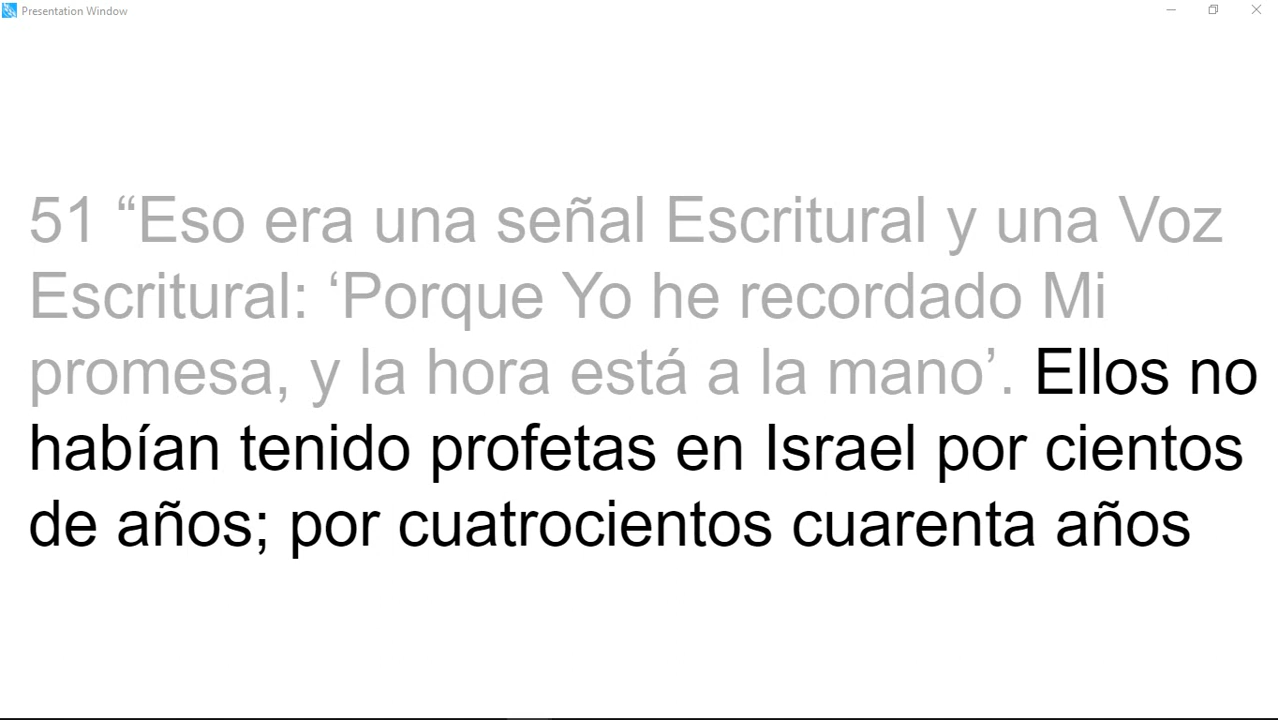 Presentation Window
51 “Eso era una señal Escritural y una Voz
Escritural: ‘Porque Yo he recordado Mi
promesa, y la hora está a la mano’. Ellos no
habían tenido profetas en Israel por cientos
de años; por cuatrocientos cuarenta años